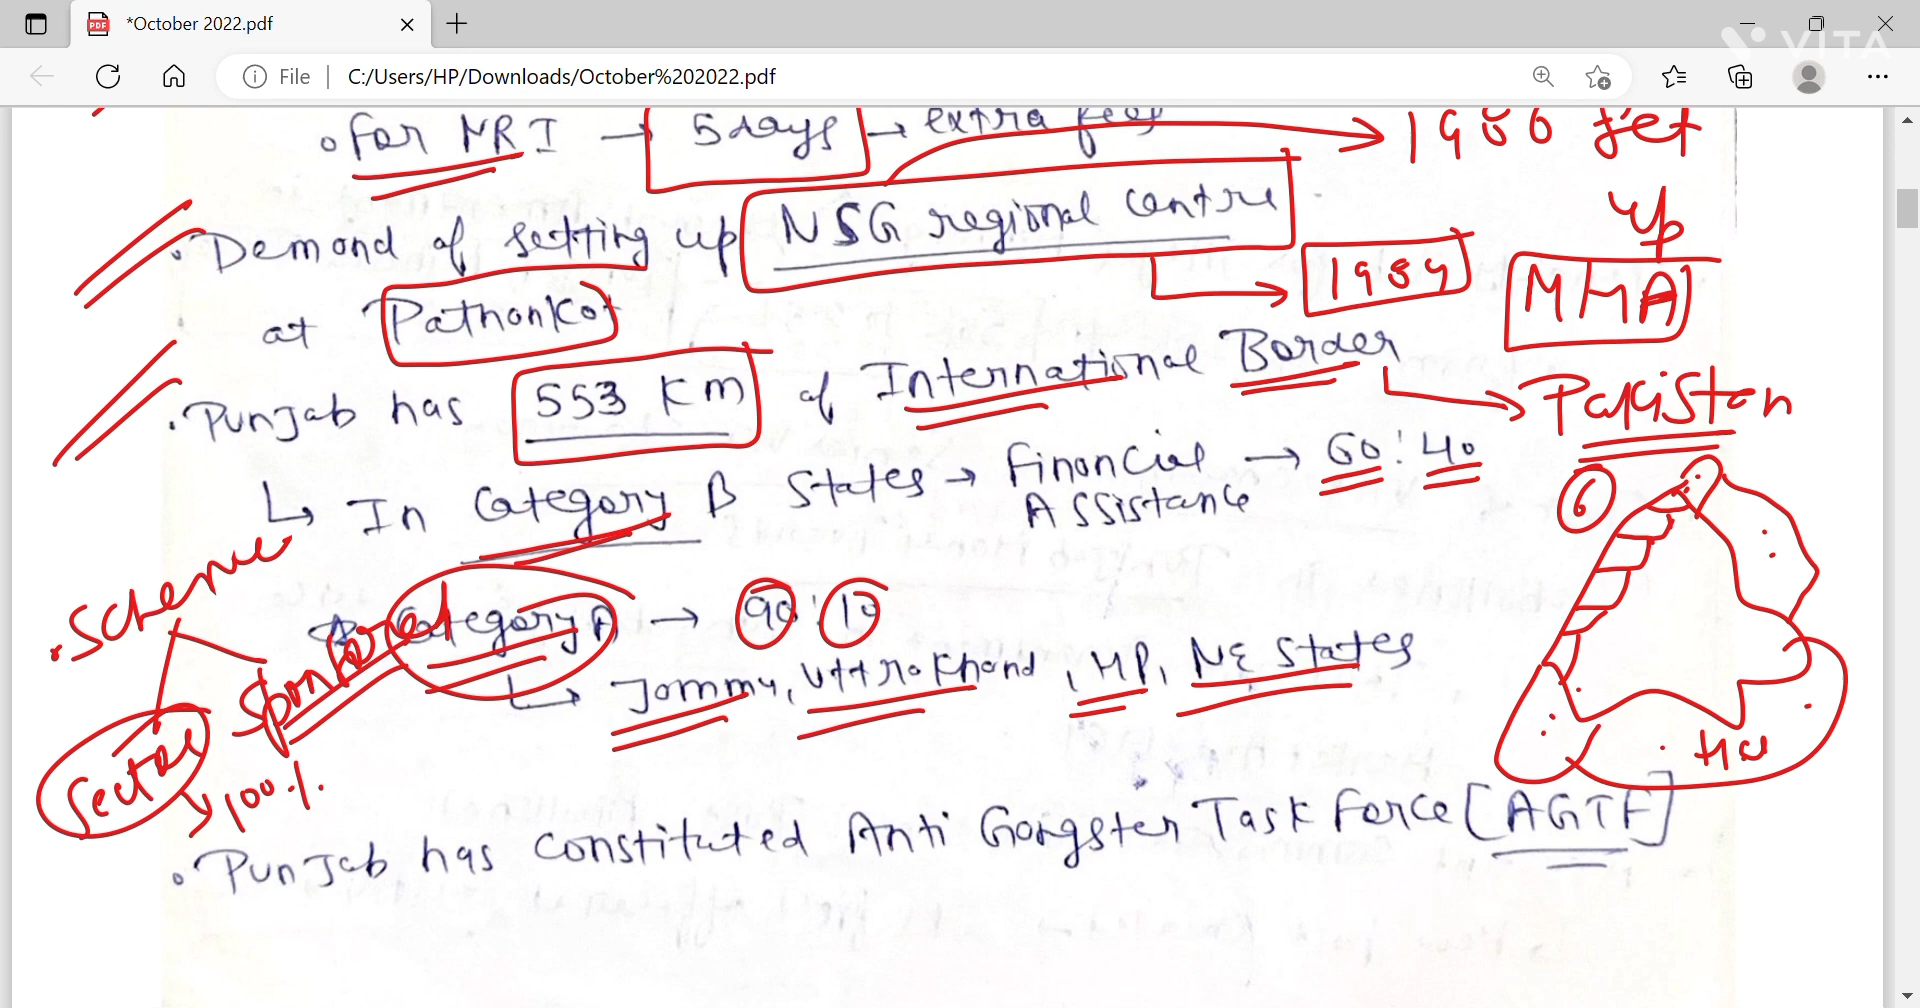 *October 2022.pdf
VITA
File | C:/Users/HP/Downloads/October%202022.pdf
• For NRI → 5 days → extra fees → 1986 set up
• Demand of setting up NSG regional centre → 1984 MHA
at Pathankot
• Punjab has 553 Km of International Border → Pakistan
↳ In Category B States → Financial Assistance → 60:40
6
• Scheme
Category A → 90:10
Sponsored
↳ Jammu, Uttrakhand, HP, NE States
Sector
100%
• Punjab has constituted Anti Gangster Task Force [AGTF]